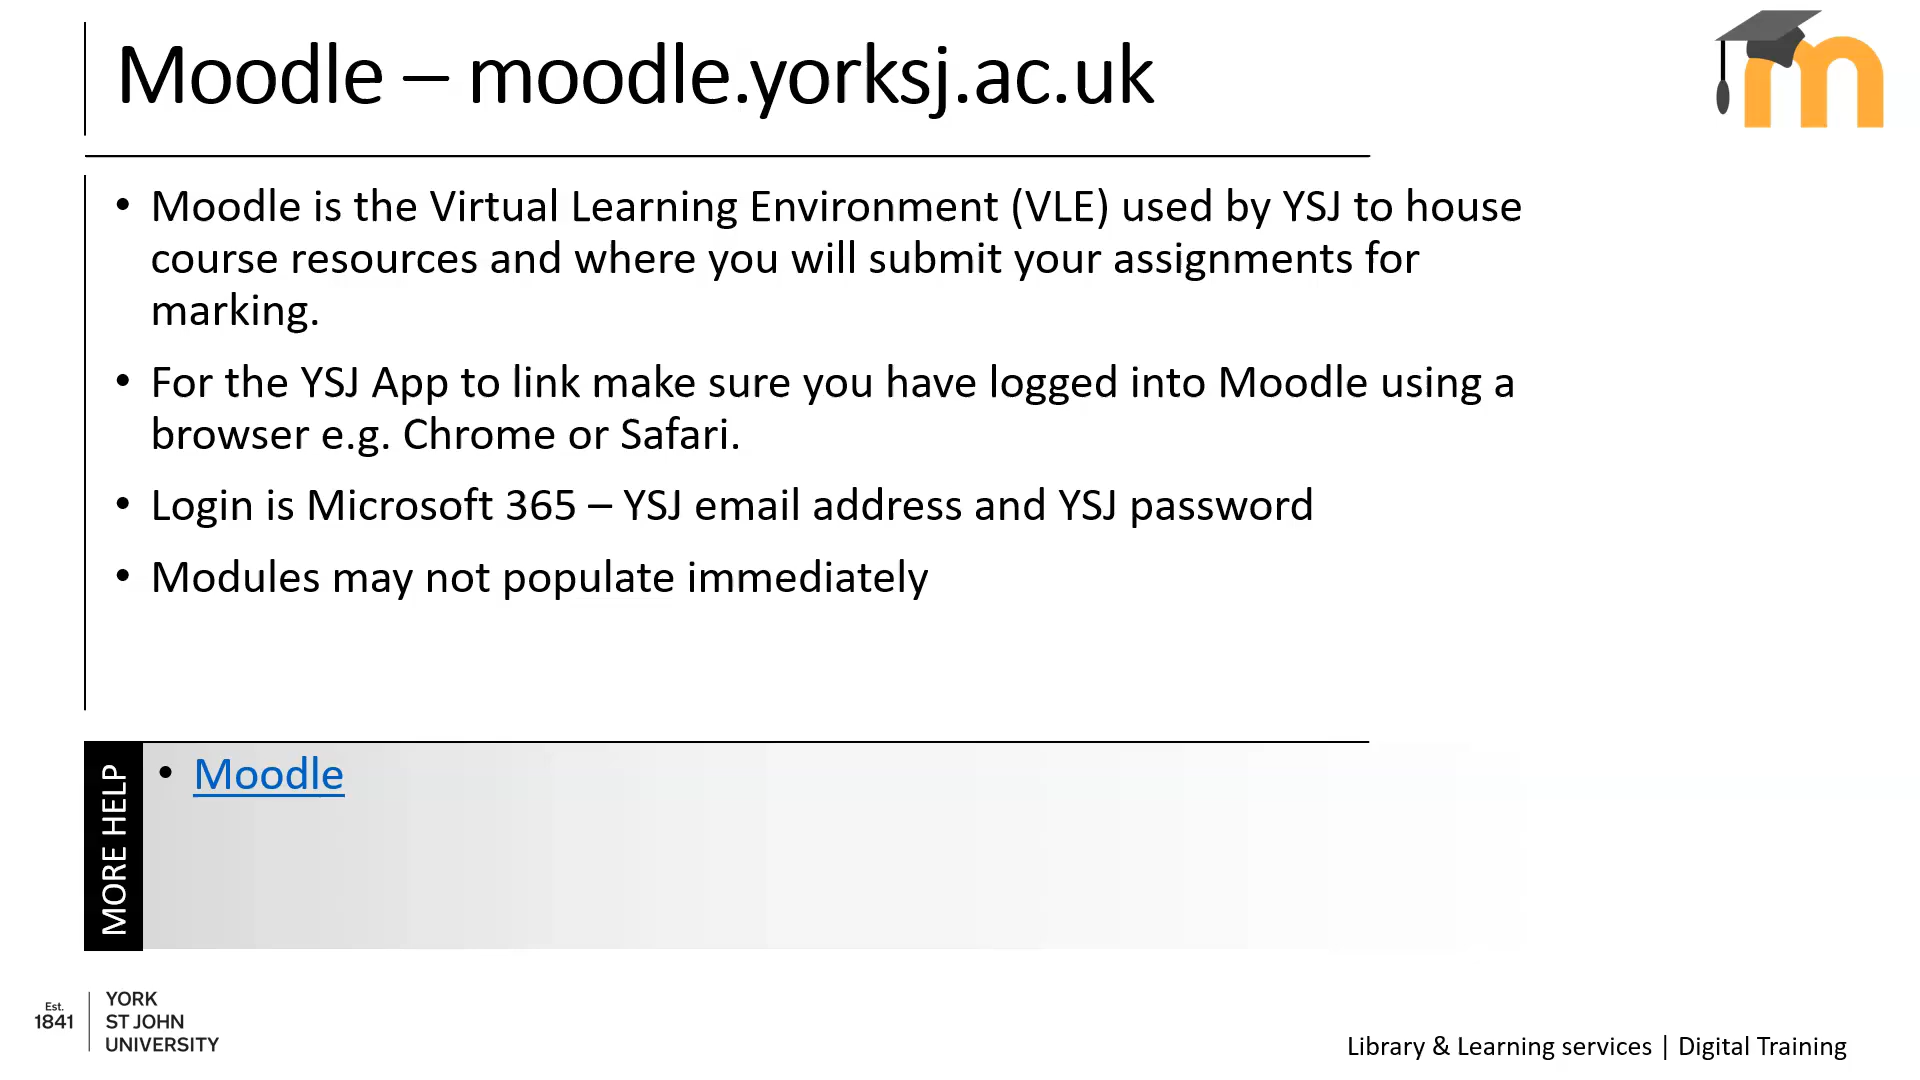 Moodle – moodle.yorksj.ac.uk
• Moodle is the Virtual Learning Environment (VLE) used by YSJ to house
course resources and where you will submit your assignments for
marking.
• For the YSJ App to link make sure you have logged into Moodle using a
browser e.g. Chrome or Safari.
• Login is Microsoft 365 – YSJ email address and YSJ password
• Modules may not populate immediately
MORE HELP
• Moodle
Est.
1841
YORK
ST JOHN
UNIVERSITY
Library & Learning services | Digital Training